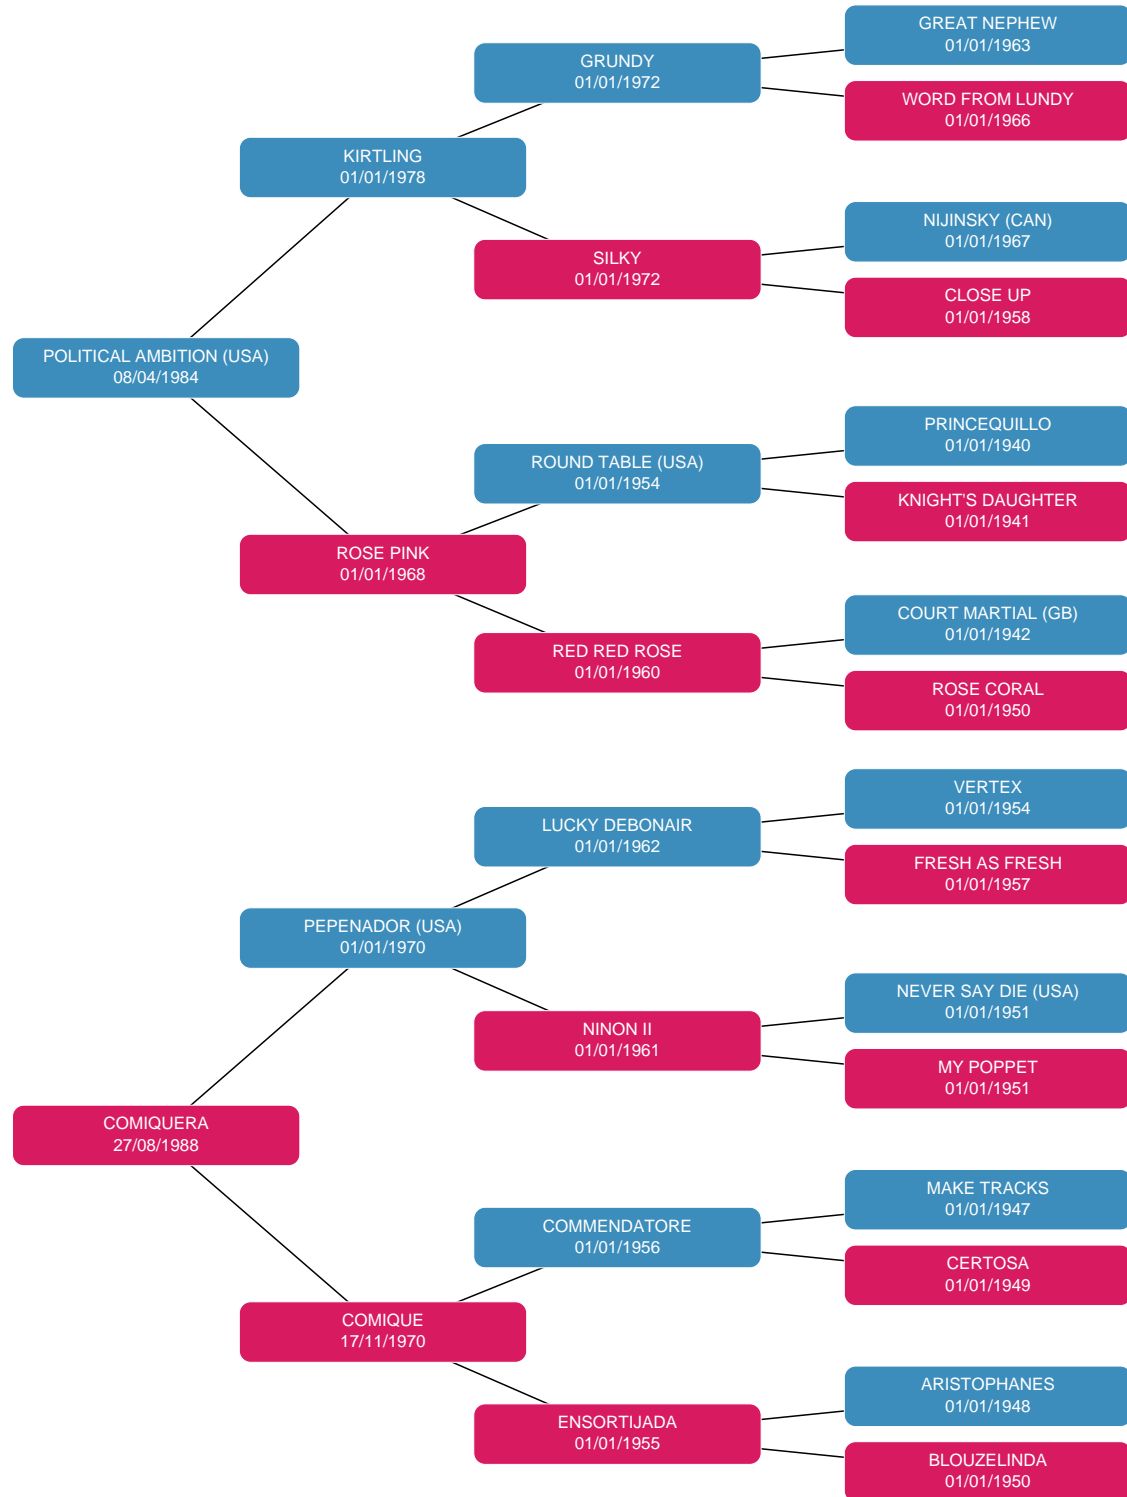 GREAT NEPHEW
01/01/1963
GRUNDY
01/01/1972
WORD FROM LUNDY
01/01/1966
KIRTLING
01/01/1978
NIJINSKY (CAN)
01/01/1967
SILKY
01/01/1972
CLOSE UP
01/01/1958
POLITICAL AMBITION (USA)
08/04/1984
PRINCEQUILLO
01/01/1940
ROUND TABLE (USA)
01/01/1954
KNIGHT'S DAUGHTER
01/01/1941
ROSE PINK
01/01/1968
COURT MARTIAL (GB)
01/01/1942
RED RED ROSE
01/01/1960
ROSE CORAL
01/01/1950
VERTEX
01/01/1954
LUCKY DEBONAIR
01/01/1962
FRESH AS FRESH
01/01/1957
PEPENADOR (USA)
01/01/1970
NEVER SAY DIE (USA)
01/01/1951
NINON II
01/01/1961
MY POPPET
01/01/1951
COMIQUERA
27/08/1988
MAKE TRACKS
01/01/1947
COMMENDATORE
01/01/1956
CERTOSA
01/01/1949
COMIQUE
17/11/1970
ARISTOPHANES
01/01/1948
ENSORTIJADA
01/01/1955
BLOUZELINDA
01/01/1950